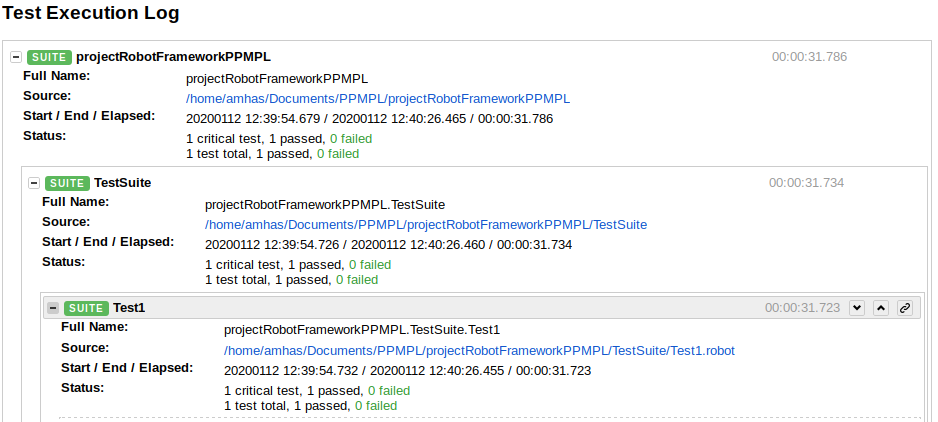 Test Execution Log
SUITE projectRobotFrameworkPPMPL 00:00:31.786
Full Name: projectRobotFrameworkPPMPL
Source: /home/amhas/Documents/PPMPL/projectRobotFrameworkPPMPL
Start / End / Elapsed: 20200112 12:39:54.679 / 20200112 12:40:26.465 / 00:00:31.786
Status: 1 critical test, 1 passed, 0 failed
1 test total, 1 passed, 0 failed
SUITE TestSuite 00:00:31.734
Full Name: projectRobotFrameworkPPMPL.TestSuite
Source: /home/amhas/Documents/PPMPL/projectRobotFrameworkPPMPL/TestSuite
Start / End / Elapsed: 20200112 12:39:54.726 / 20200112 12:40:26.460 / 00:00:31.734
Status: 1 critical test, 1 passed, 0 failed
1 test total, 1 passed, 0 failed
SUITE Test1 00:00:31.723
Full Name: projectRobotFrameworkPPMPL.TestSuite.Test1
Source: /home/amhas/Documents/PPMPL/projectRobotFrameworkPPMPL/TestSuite/Test1.robot
Start / End / Elapsed: 20200112 12:39:54.732 / 20200112 12:40:26.455 / 00:00:31.723
Status: 1 critical test, 1 passed, 0 failed
1 test total, 1 passed, 0 failed